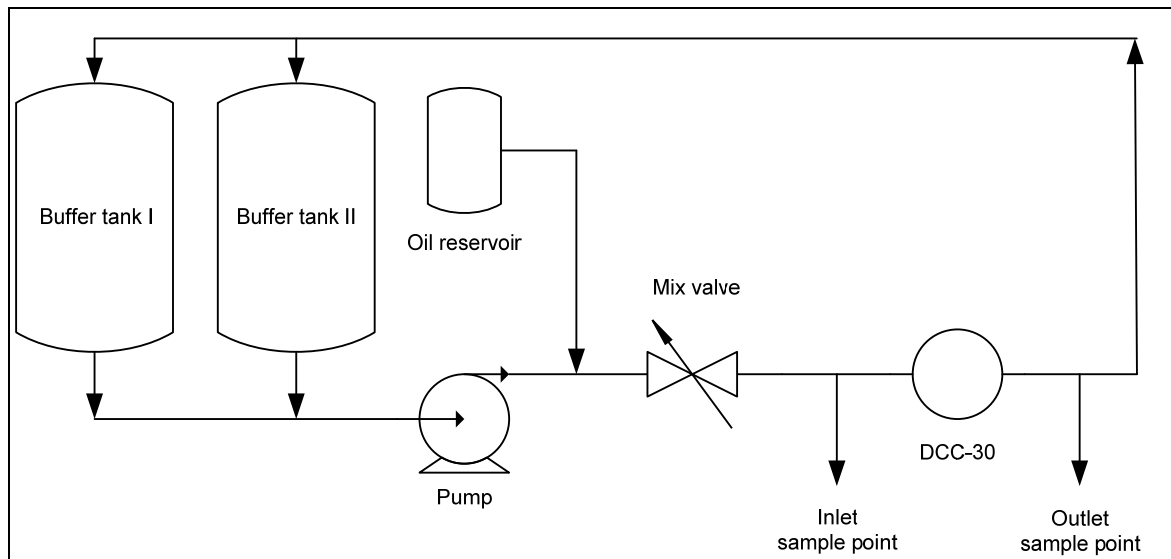 Buffer tank I
Buffer tank II
Oil reservoir
Mix valve
DCC-30
Pump
Inlet
sample point
Outlet
sample point